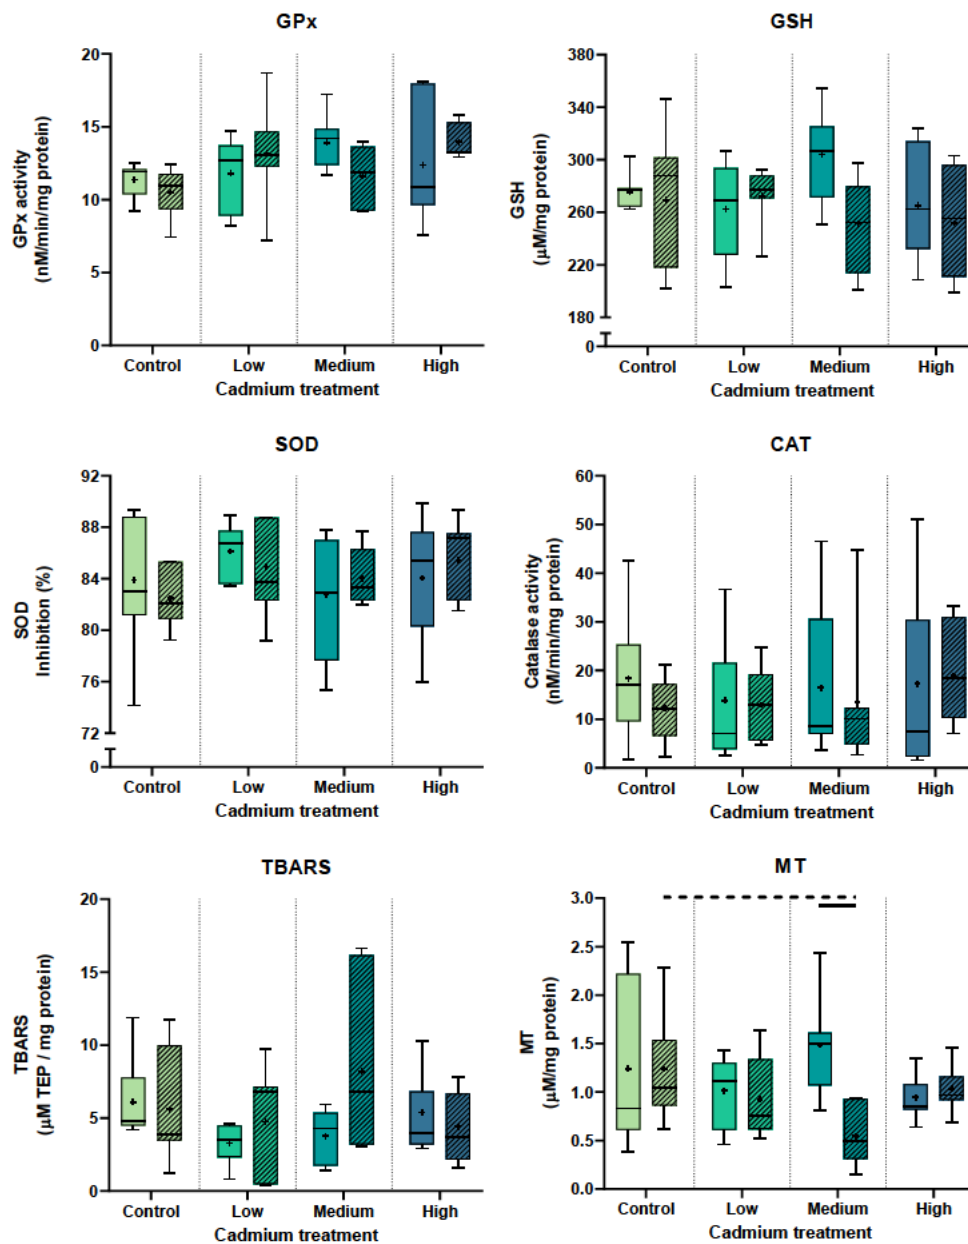 GPx
GPx activity
(nM/min/mg protein)
20
15
10
5
0
Control
Low
Medium
High
Cadmium treatment
GSH
GSH
(µM/mg protein)
380
340
300
260
220
180
0
Control
Low
Medium
High
Cadmium treatment
SOD
SOD
Inhibition (%)
92
88
84
80
76
72
0
Control
Low
Medium
High
Cadmium treatment
CAT
Catalase activity
(nM/min/mg protein)
60
50
40
30
20
10
0
Control
Low
Medium
High
Cadmium treatment
TBARS
TBARS
(µM TEP / mg protein)
20
15
10
5
0
Control
Low
Medium
High
Cadmium treatment
MT
MT
(µM/mg protein)
3.0
2.5
2.0
1.5
1.0
0.5
0.0
Control
Low
Medium
High
Cadmium treatment